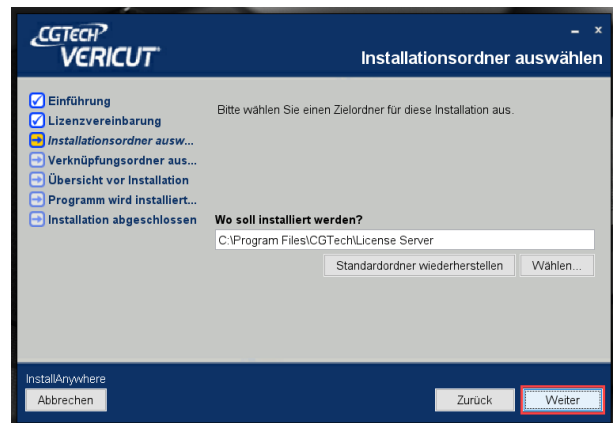 CGTECH
VERICUT
Installationsordner auswählen
Einführung
Lizenzvereinbarung
Installationsordner ausw...
Verknüpfungsordner aus...
Übersicht vor Installation
Programm wird installiert...
Installation abgeschlossen
Bitte wählen Sie einen Zielordner für diese Installation aus.
Wo soll installiert werden?
C:\Program Files\CGTech\License Server
Standardordner wiederherstellen Wählen...
InstallAnywhere
Abbrechen Zurück Weiter